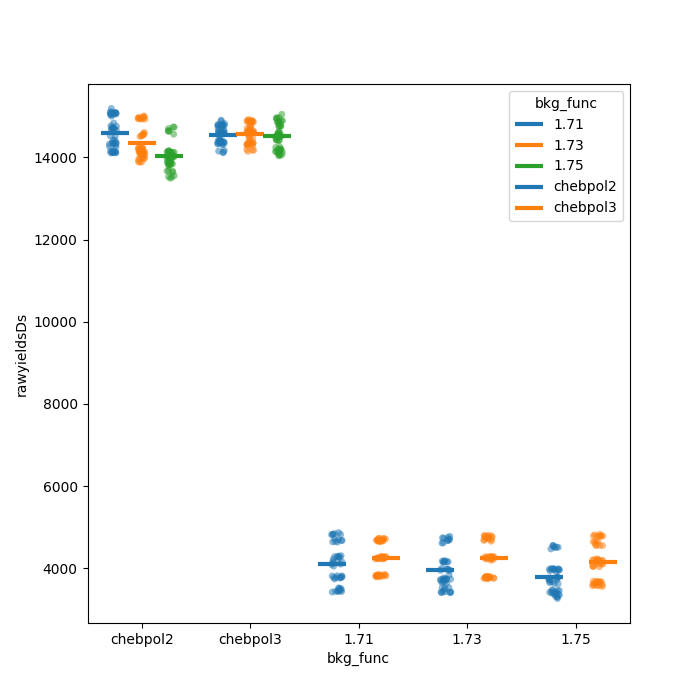 bkg_func
1.71
1.73
1.75
chebpol2
chebpol3
14000
12000
10000
8000
6000
4000
rawyieldsDs
chebpol2 chebpol3 1.71 1.73 1.75
bkg_func